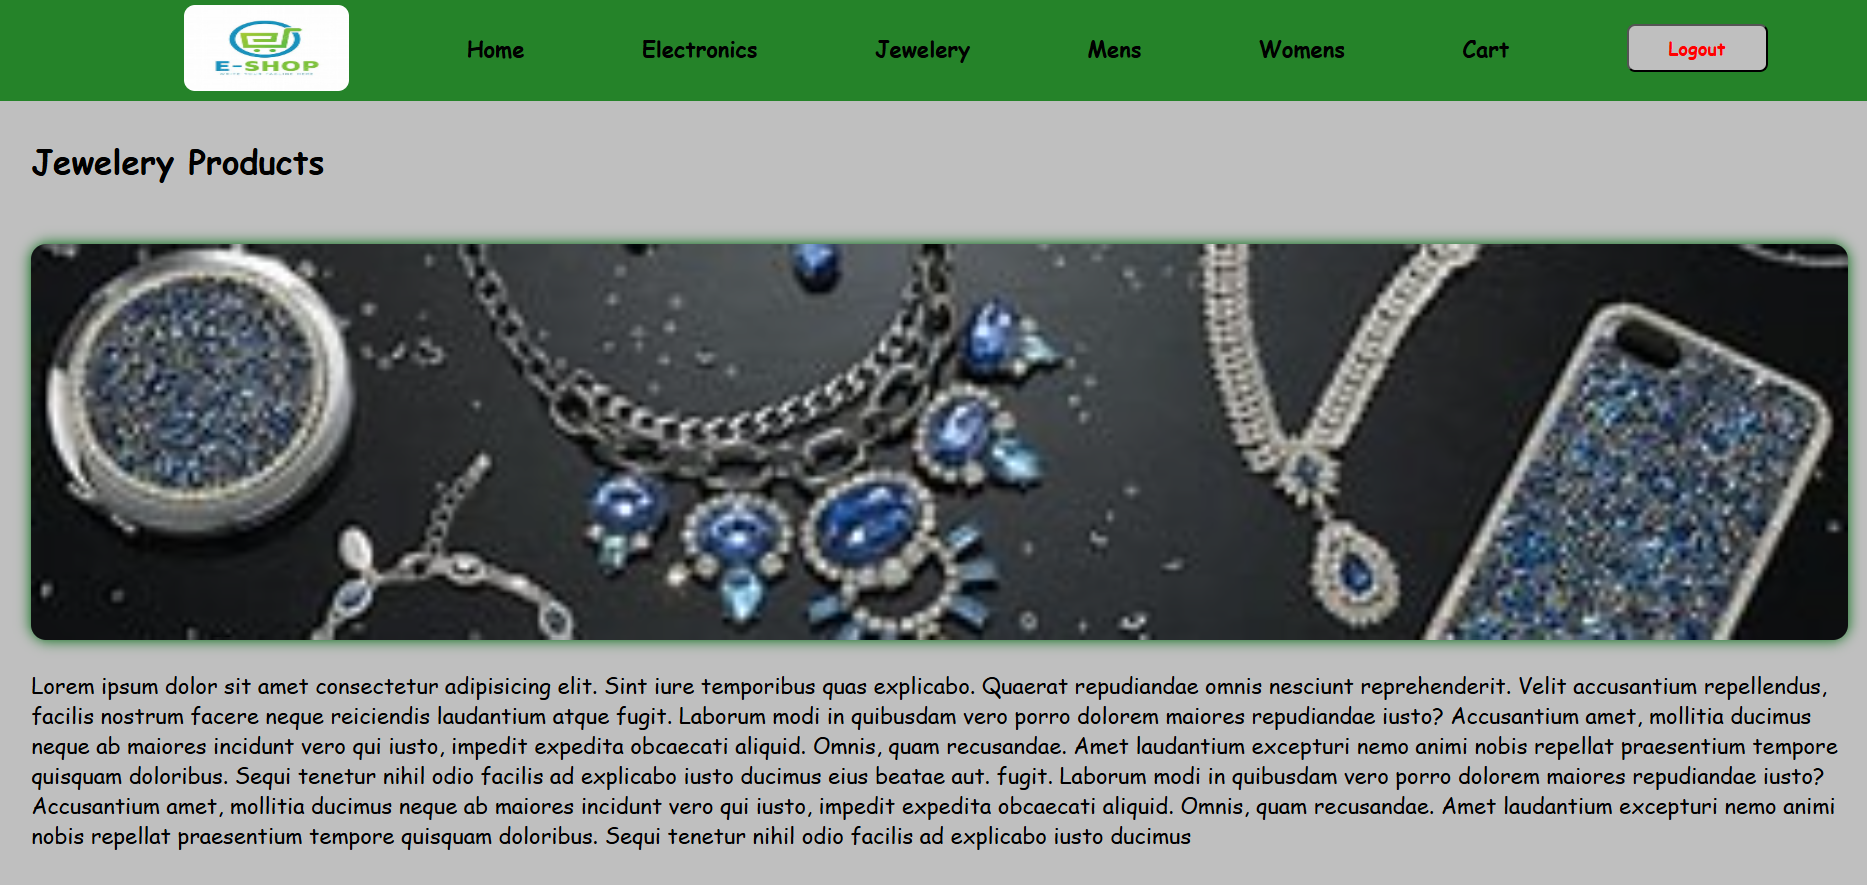 E-SHOP
Home
Electronics
Jewelery
Mens
Womens
Cart
Logout
Jewelery Products
Lorem ipsum dolor sit amet consectetur adipisicing elit. Sint iure temporibus quas explicabo. Quaerat repudiandae omnis nesciunt reprehenderit. Velit accusantium repellendus,
facilis nostrum facere neque reiciendis laudantium atque fugit. Laborum modi in quibusdam vero porro dolorem maiores repudiandae iusto? Accusantium amet, mollitia ducimus
neque ab maiores incidunt vero qui iusto, impedit expedita obcaecati aliquid. Omnis, quam recusandae. Amet laudantium excepturi nemo animi nobis repellat praesentium tempore
quisquam doloribus. Sequi tenetur nihil odio facilis ad explicabo iusto ducimus eius beatae aut. fugit. Laborum modi in quibusdam vero porro dolorem maiores repudiandae iusto?
Accusantium amet, mollitia ducimus neque ab maiores incidunt vero qui iusto, impedit expedita obcaecati aliquid. Omnis, quam recusandae. Amet laudantium excepturi nemo animi
nobis repellat praesentium tempore quisquam doloribus. Sequi tenetur nihil odio facilis ad explicabo iusto ducimus